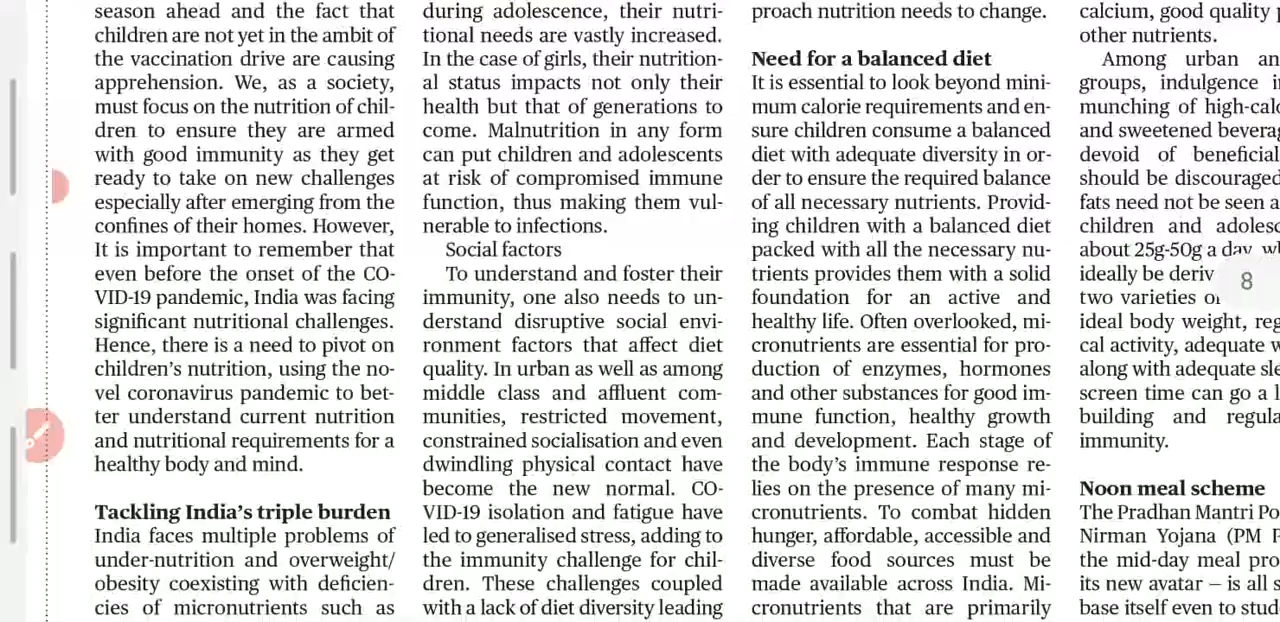 season ahead and the fact that
children are not yet in the ambit of
the vaccination drive are causing
apprehension. We, as a society,
must focus on the nutrition of chil-
dren to ensure they are armed
with good immunity as they get
ready to take on new challenges
especially after emerging from the
confines of their homes. However,
It is important to remember that
even before the onset of the CO-
VID-19 pandemic, India was facing
significant nutritional challenges.
Hence, there is a need to pivot on
children’s nutrition, using the no-
vel coronavirus pandemic to bet-
ter understand current nutrition
and nutritional requirements for a
healthy body and mind.
Tackling India’s triple burden
India faces multiple problems of
under-nutrition and overweight/
obesity coexisting with deficien-
cies of micronutrients such as
during adolescence, their nutri-
tional needs are vastly increased.
In the case of girls, their nutrition-
al status impacts not only their
health but that of generations to
come. Malnutrition in any form
can put children and adolescents
at risk of compromised immune
function, thus making them vul-
nerable to infections.
Social factors
To understand and foster their
immunity, one also needs to un-
derstand disruptive social envi-
ronment factors that affect diet
quality. In urban as well as among
middle class and affluent com-
munities, restricted movement,
constrained socialisation and even
dwindling physical contact have
become the new normal. CO-
VID-19 isolation and fatigue have
led to generalised stress, adding to
the immunity challenge for chil-
dren. These challenges coupled
with a lack of diet diversity leading
proach nutrition needs to change.
Need for a balanced diet
It is essential to look beyond mini-
mum calorie requirements and en-
sure children consume a balanced
diet with adequate diversity in or-
der to ensure the required balance
of all necessary nutrients. Provid-
ing children with a balanced diet
packed with all the necessary nu-
trients provides them with a solid
foundation for an active and
healthy life. Often overlooked, mi-
cronutrients are essential for pro-
duction of enzymes, hormones
and other substances for good im-
mune function, healthy growth
and development. Each stage of
the body’s immune response re-
lies on the presence of many mi-
cronutrients. To combat hidden
hunger, affordable, accessible and
diverse food sources must be
made available across India. Mi-
cronutrients that are primarily
calcium, good quality
other nutrients.
Among urban
groups, indulgence
munching of
and sweetened
devoid of beneficial
should be discouraged
fats need not be seen
children and
about 25g-50g a day
ideally be
two varieties
ideal body weight,
cal activity, adequate
along with adequate
screen time can go a
building and
immunity.
Noon meal scheme
The Pradhan Mantri
Nirman Yojana (PM
the mid-day meal
its new avatar – is all
base itself even to
8